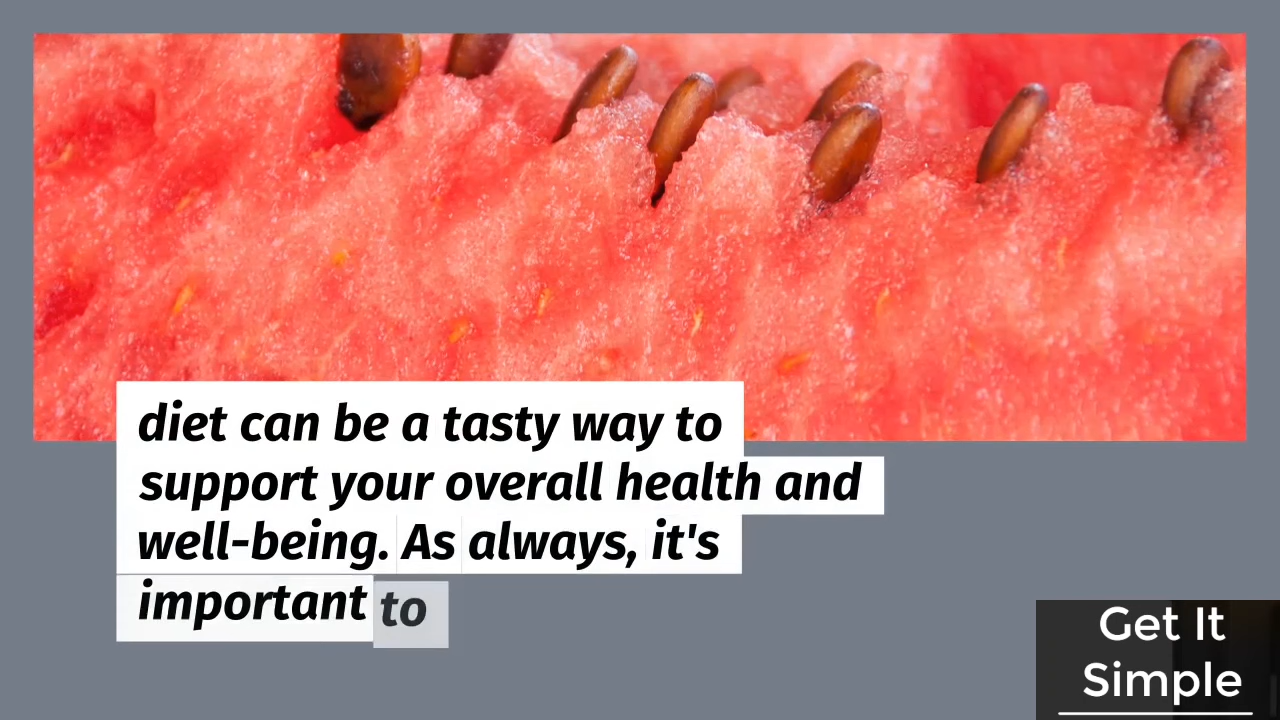 diet can be a tasty way to
support your overall health and
well-being. As always, it's
important to
Get It
Simple